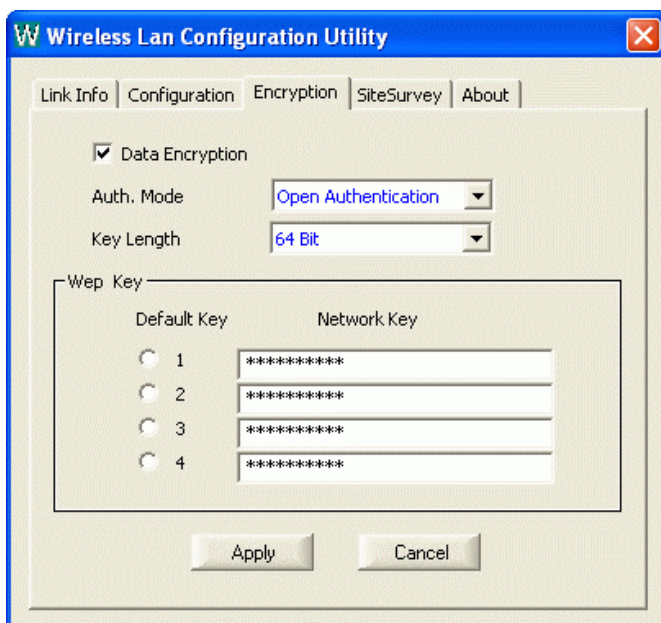 W Wireless Lan Configuration Utility
Link Info Configuration Encryption SiteSurvey About
Data Encryption
Auth. Mode Open Authentication
Key Length 64 Bit
Wep Key
Default Key Network Key
1 **********
2 **********
3 **********
4 **********
Apply Cancel